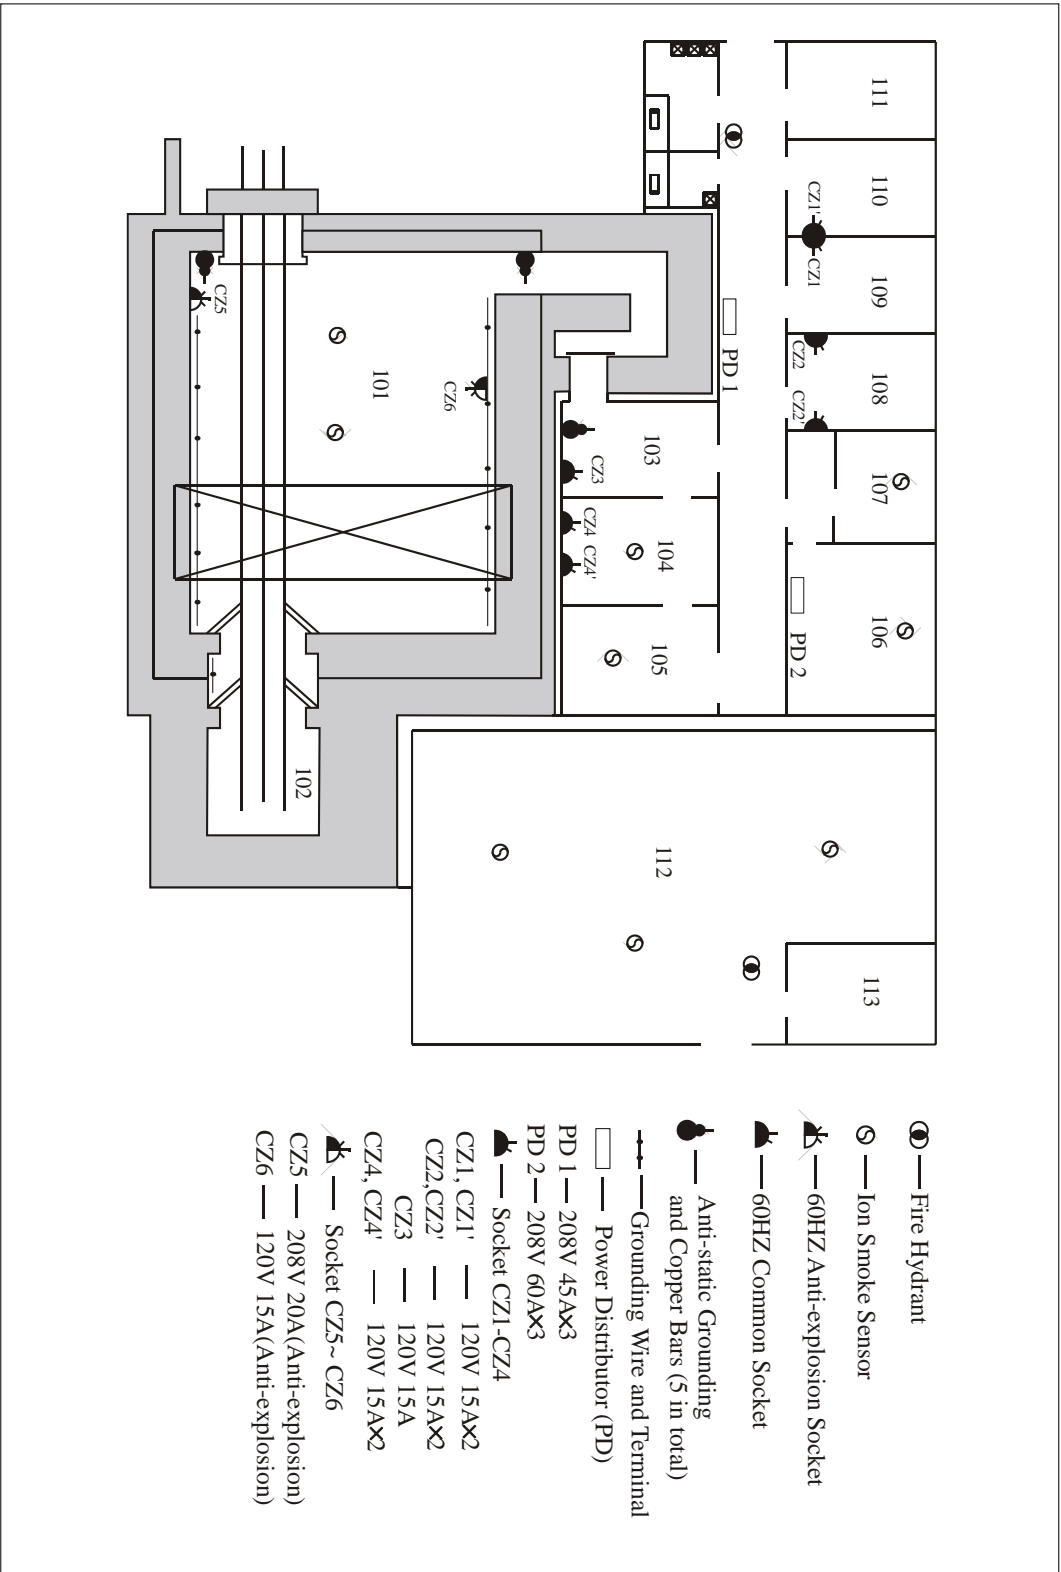 111
110
109
108
107
106
CZ1'
CZ1
CZ2
CZ2'
PD 1
PD 2
103
104
105
CZ3
CZ4
CZ4'
CZ6
101
CZ5
102
112
113
Fire Hydrant
Ion Smoke Sensor
60HZ Anti-explosion Socket
60HZ Common Socket
Anti-static Grounding
and Copper Bars (5 in total)
Grounding Wire and Terminal
Power Distributor (PD)
PD 1 — 208V 45A×3
PD 2 — 208V 60A×3
Socket CZ1-CZ4
CZ1, CZ1' — 120V 15A×2
CZ2,CZ2' — 120V 15A×2
CZ3 — 120V 15A
CZ4, CZ4' — 120V 15A×2
Socket CZ5~ CZ6
CZ5 — 208V 20A(Anti-explosion)
CZ6 — 120V 15A(Anti-explosion)